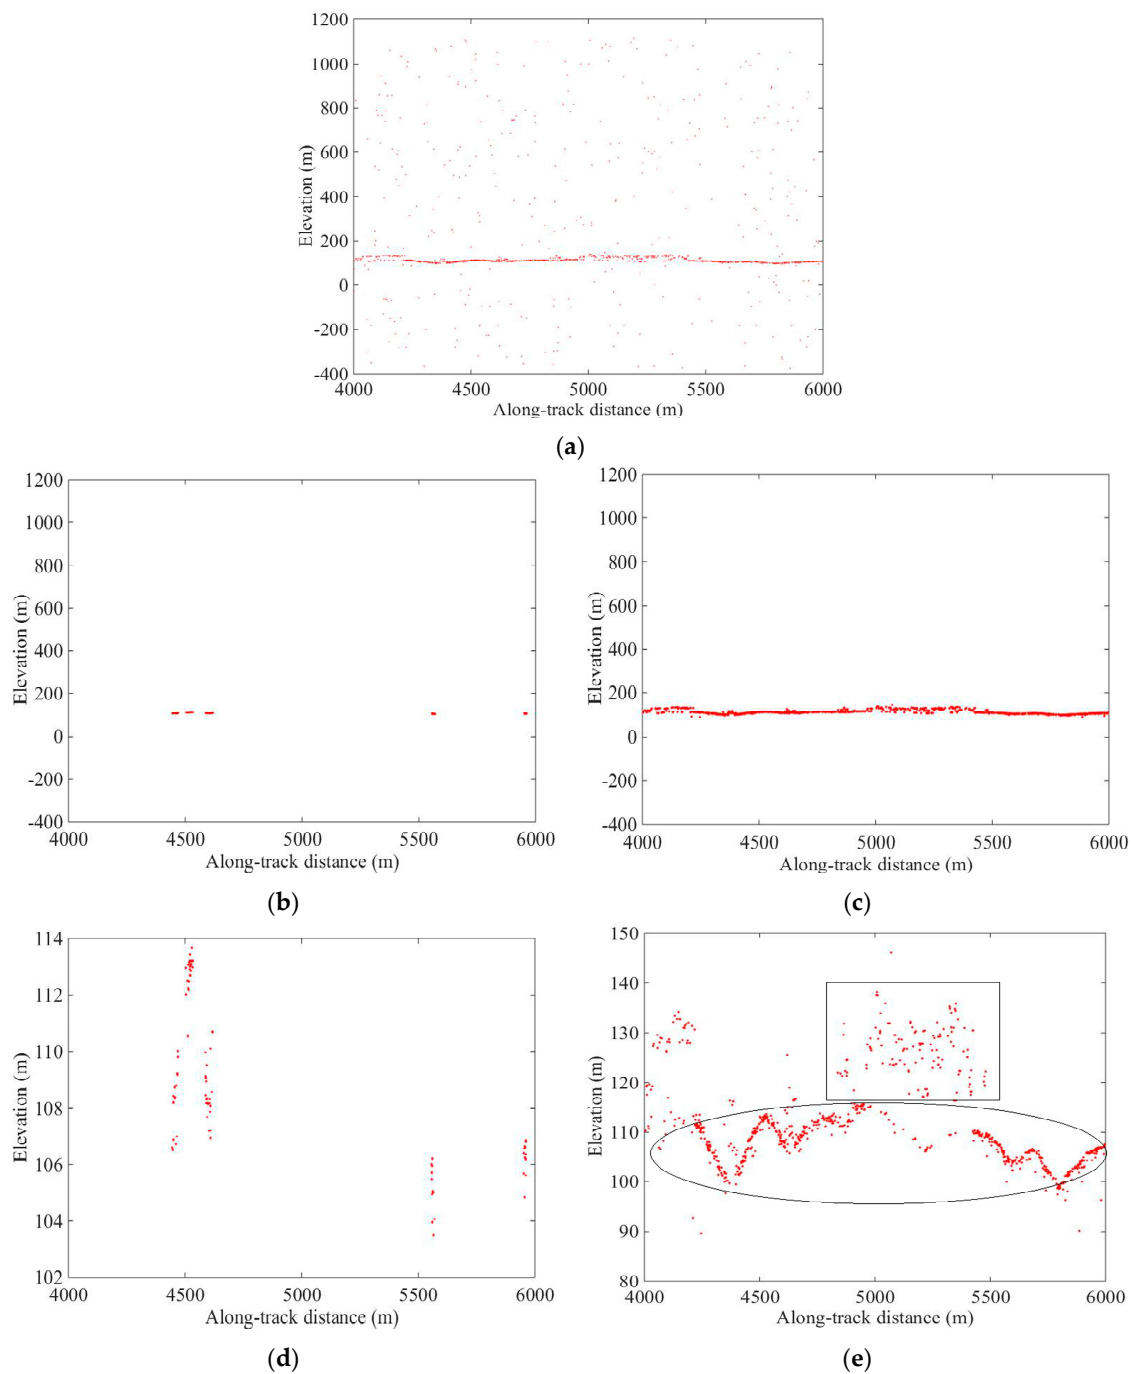 1200
1000
800
600
400
200
0
-200
-400
Elevation (m)
4000 4500 5000 5500 6000
Along-track distance (m)
(a)
1200
1000
800
600
400
200
0
-200
-400
Elevation (m)
4000 4500 5000 5500 6000
Along-track distance (m)
(b)
1200
1000
800
600
400
200
0
-200
-400
Elevation (m)
4000 4500 5000 5500 6000
Along-track distance (m)
(c)
114
112
110
108
106
104
102
Elevation (m)
4000 4500 5000 5500 6000
Along-track distance (m)
(d)
150
140
130
120
110
100
90
80
Elevation (m)
4000 4500 5000 5500 6000
Along-track distance (m)
(e)